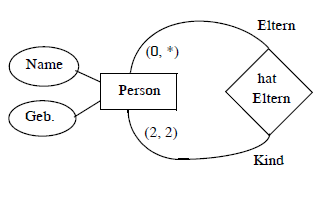 Eltern
(0, *)
Name
Person
hat
Eltern
Geb.
(2, 2)
Kind